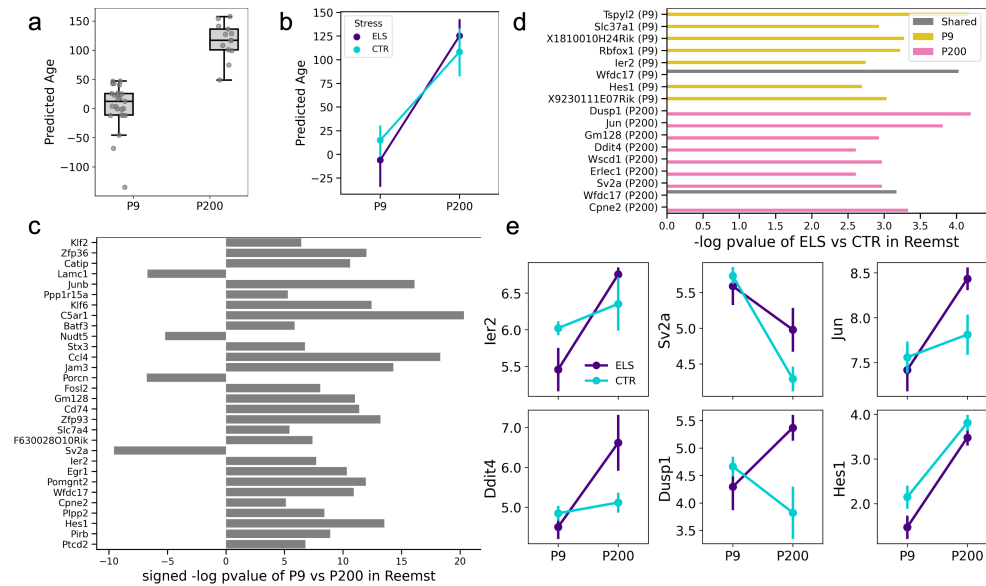 a
Predicted Age
150
100
50
0
−50
−100
P9
P200
b
Predicted Age
150
125
100
75
50
25
0
−25
Stress
ELS
CTR
P9
P200
d
Tspyl2 (P9)
Slc37a1 (P9)
X1810010H24Rik (P9)
Rbfox1 (P9)
Ier2 (P9)
Wfdc17 (P9)
Hes1 (P9)
X9230111E07Rik (P9)
Dusp1 (P200)
Jun (P200)
Gm128 (P200)
Ddit4 (P200)
Wscd1 (P200)
Erlec1 (P200)
Sv2a (P200)
Wfdc17 (P200)
Cpne2 (P200)
Shared
P9
P200
0.0 0.5 1.0 1.5 2.0 2.5 3.0 3.5 4.0
-log pvalue of ELS vs CTR in Reemst
c
Klf2
Zfp36
Catip
Lamc1
Junb
Ppp1r15a
Klf6
C5ar1
Batf3
Nudt5
Stx3
Ccl4
Jam3
Porcn
Fosl2
Gm128
Cd74
Zfp93
Slc7a4
F630028O10Rik
Sv2a
Ier2
Egr1
Pomgnt2
Wfdc17
Cpne2
Plpp2
Hes1
Pirb
Ptcd2
−10 −5 0 5 10 15 20
signed -log pvalue of P9 vs P200 in Reemst
e
Ier2
6.5
6.0
5.5
ELS
CTR
Sv2a
5.5
5.0
4.5
Jun
8.5
8.0
7.5
Ddit4
7.0
6.0
5.0
P9
P200
Dusp1
5.5
5.0
4.5
4.0
3.5
P9
P200
Hes1
4.0
3.0
2.0
P9
P200